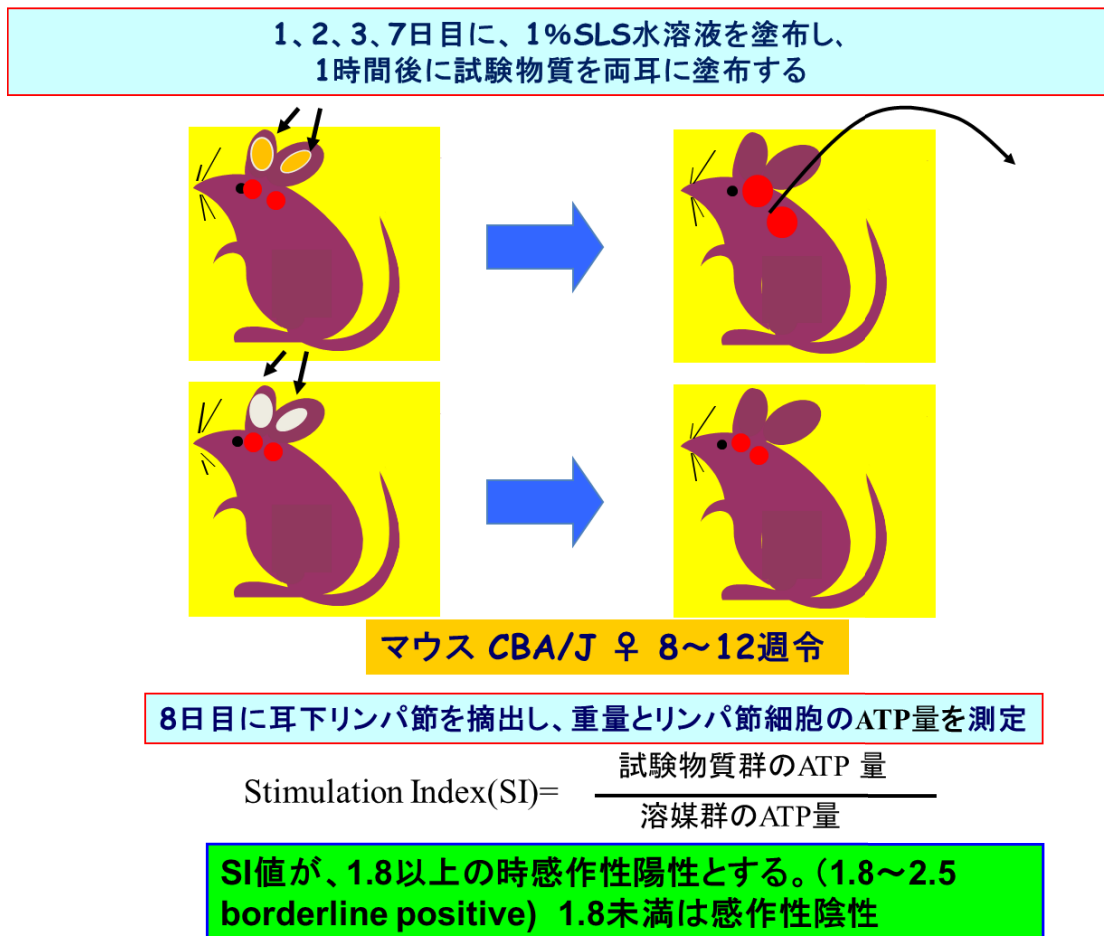 1、2、3、7日目に、1%SLS水溶液を塗布し、
1時間後に試験物質を両耳に塗布する
マウス CBA/J ♀ 8～12週令
8日目に耳下リンパ節を摘出し、重量とリンパ節細胞のATP量を測定
Stimulation Index(SI)=
試験物質群のATP 量
溶媒群のATP量
SI値が、1.8以上の時感作性陽性とする。(1.8～2.5
borderline positive) 1.8未満は感作性陰性